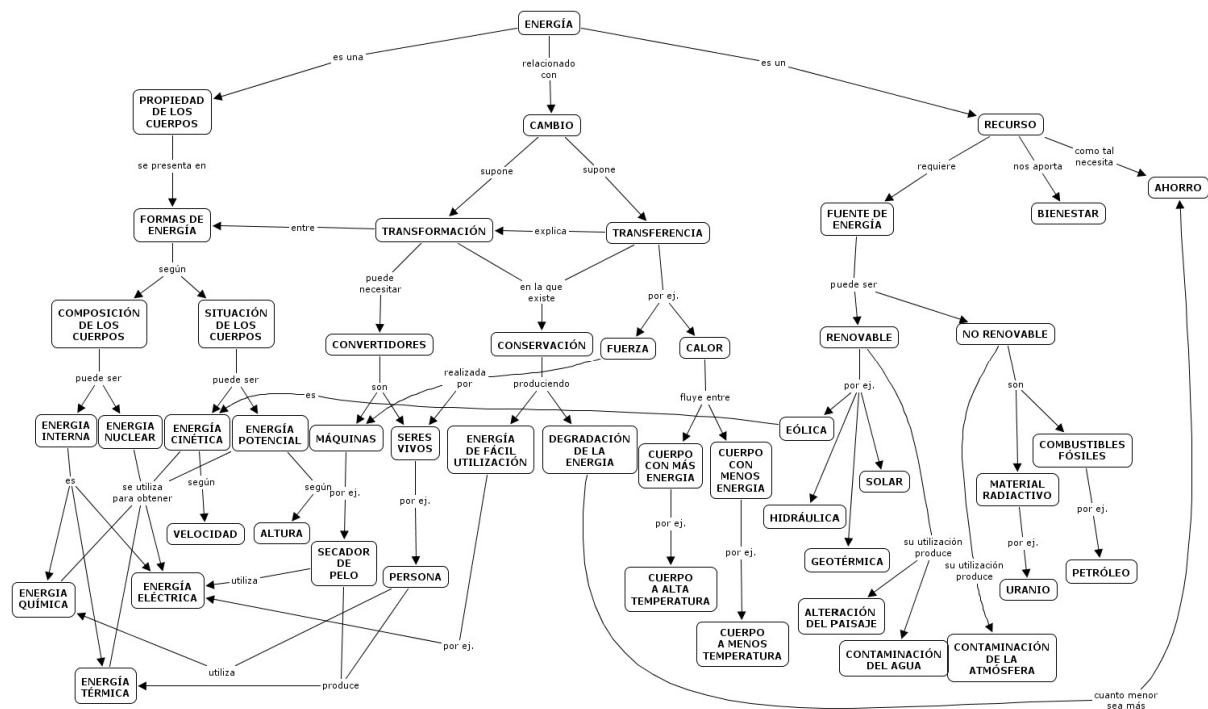 ENERGÍA
es una
relacionado
con
es un
PROPIEDAD
DE LOS
CUERPOS
CAMBIO
RECURSO
se presenta en
supone
supone
requiere
nos aporta
como tal
necesita
AHORRO
FORMAS DE
ENERGÍA
entre
TRANSFORMACIÓN
explica
TRANSFERENCIA
FUENTE DE
ENERGÍA
BIENESTAR
según
puede
necesitar
en la que
existe
por ej.
puede ser
COMPOSICIÓN
DE LOS
CUERPOS
SITUACIÓN
DE LOS
CUERPOS
CONVERTIDORES
CONSERVACIÓN
FUERZA
CALOR
RENOVABLE
NO RENOVABLE
puede ser
puede ser
son
realizada
por
produciendo
fluye entre
por ej.
son
es
ENERGIA
INTERNA
ENERGIA
NUCLEAR
ENERGÍA
CINÉTICA
ENERGÍA
POTENCIAL
MÁQUINAS
SERES
VIVOS
ENERGÍA
DE FÁCIL
UTILIZACIÓN
DEGRADACIÓN
DE LA
ENERGIA
CUERPO
CON MÁS
ENERGIA
CUERPO
CON
MENOS
ENERGIA
EÓLICA
COMBUSTIBLES
FÓSILES
es
se utiliza
para obtener
según
según
por ej.
por ej.
SOLAR
MATERIAL
RADIACTIVO
VELOCIDAD
ALTURA
HIDRÁULICA
por ej.
por ej.
por ej.
por ej.
SECADOR
DE
PELO
GEOTÉRMICA
su utilización
produce
su utilización
produce
PETRÓLEO
ENERGIA
QUÍMICA
ENERGÍA
ELÉCTRICA
utiliza
PERSONA
CUERPO
A ALTA
TEMPERATURA
URANIO
ALTERACIÓN
DEL PAISAJE
CUERPO
A MENOS
TEMPERATURA
por ej.
CONTAMINACIÓN
DEL AGUA
CONTAMINACIÓN
DE LA
ATMÓSFERA
utiliza
ENERGÍA
TÉRMICA
produce
cuanto menor
sea más